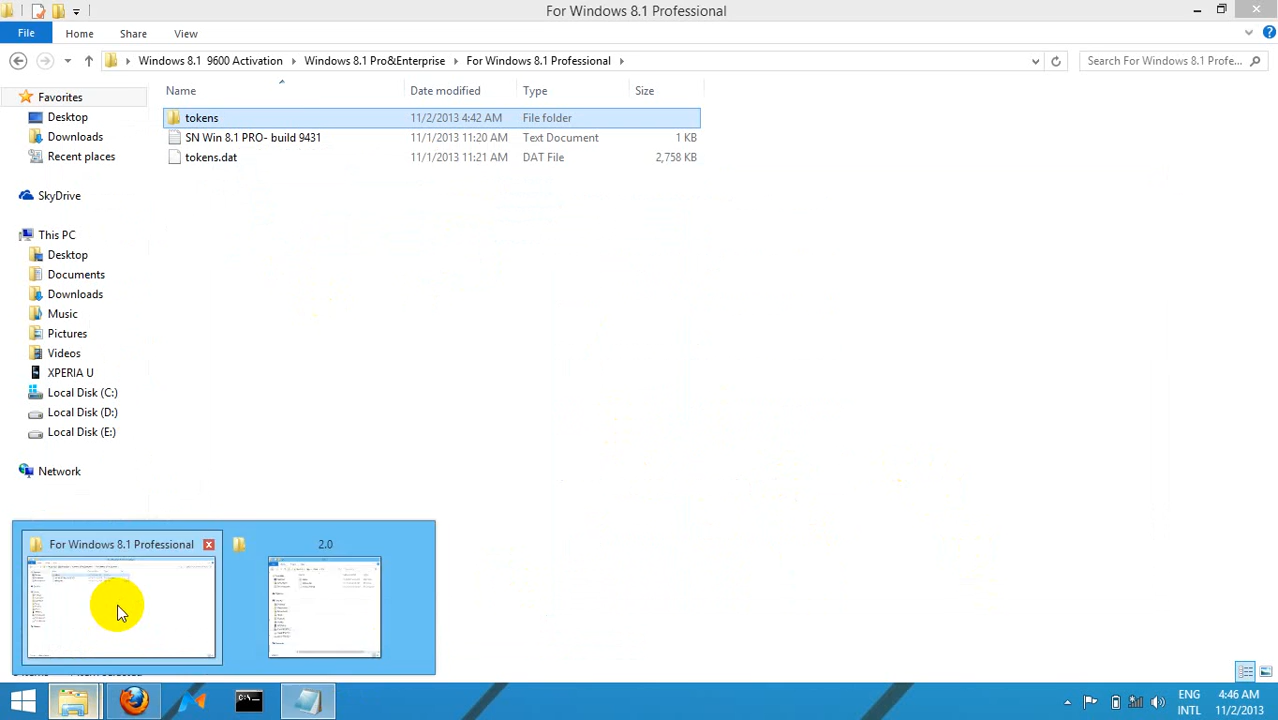 For Windows 8.1 Professional
File Home Share View
Windows 8.1 9600 Activation Windows 8.1 Pro&Enterprise For Windows 8.1 Professional Search For Windows 8.1 Profe...
Name Date modified Type Size
Favorites
Desktop
Downloads
Recent places
SkyDrive
This PC
Desktop
Documents
Downloads
Music
Pictures
Videos
XPERIA U
Local Disk (C:)
Local Disk (D:)
Local Disk (E:)
Network
tokens 11/2/2013 4:42 AM File folder
SN Win 8.1 PRO- build 9431 11/1/2013 11:20 AM Text Document 1 KB
tokens.dat 11/1/2013 11:21 AM DAT File 2,758 KB
For Windows 8.1 Professional 2.0
C:\
ENG
INTL
4:46 AM
11/2/2013